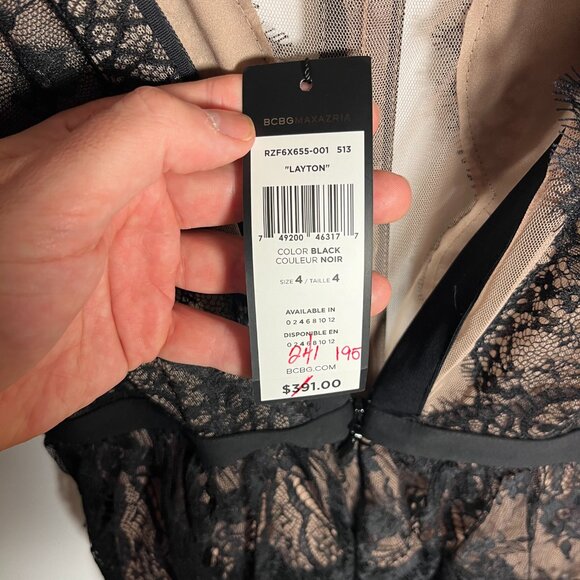 BCBGMAXAZRIA
RZF6X655-001 513
"LAYTON"
7 49200 46317 7
COLOR BLACK
COULEUR NOIR
SIZE 4 / TAILLE 4
AVAILABLE IN
0 2 4 6 8 10 12
DISPONIBLE EN
0 2 4 6 8 10 12
241 195
BCBG.COM
$391.00